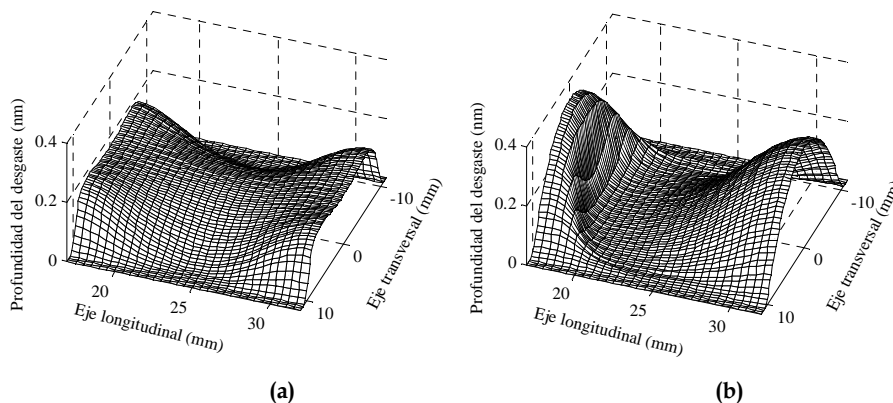 Profundidad del desgaste (nm)
0.4
0.2
0
20
25
30
Eje longitudinal (mm)
-10
0
10
Eje transversal (mm)
(a)
Profundidad del desgaste (nm)
0.4
0.2
0
20
25
30
Eje longitudinal (mm)
-10
0
10
Eje transversal (mm)
(b)